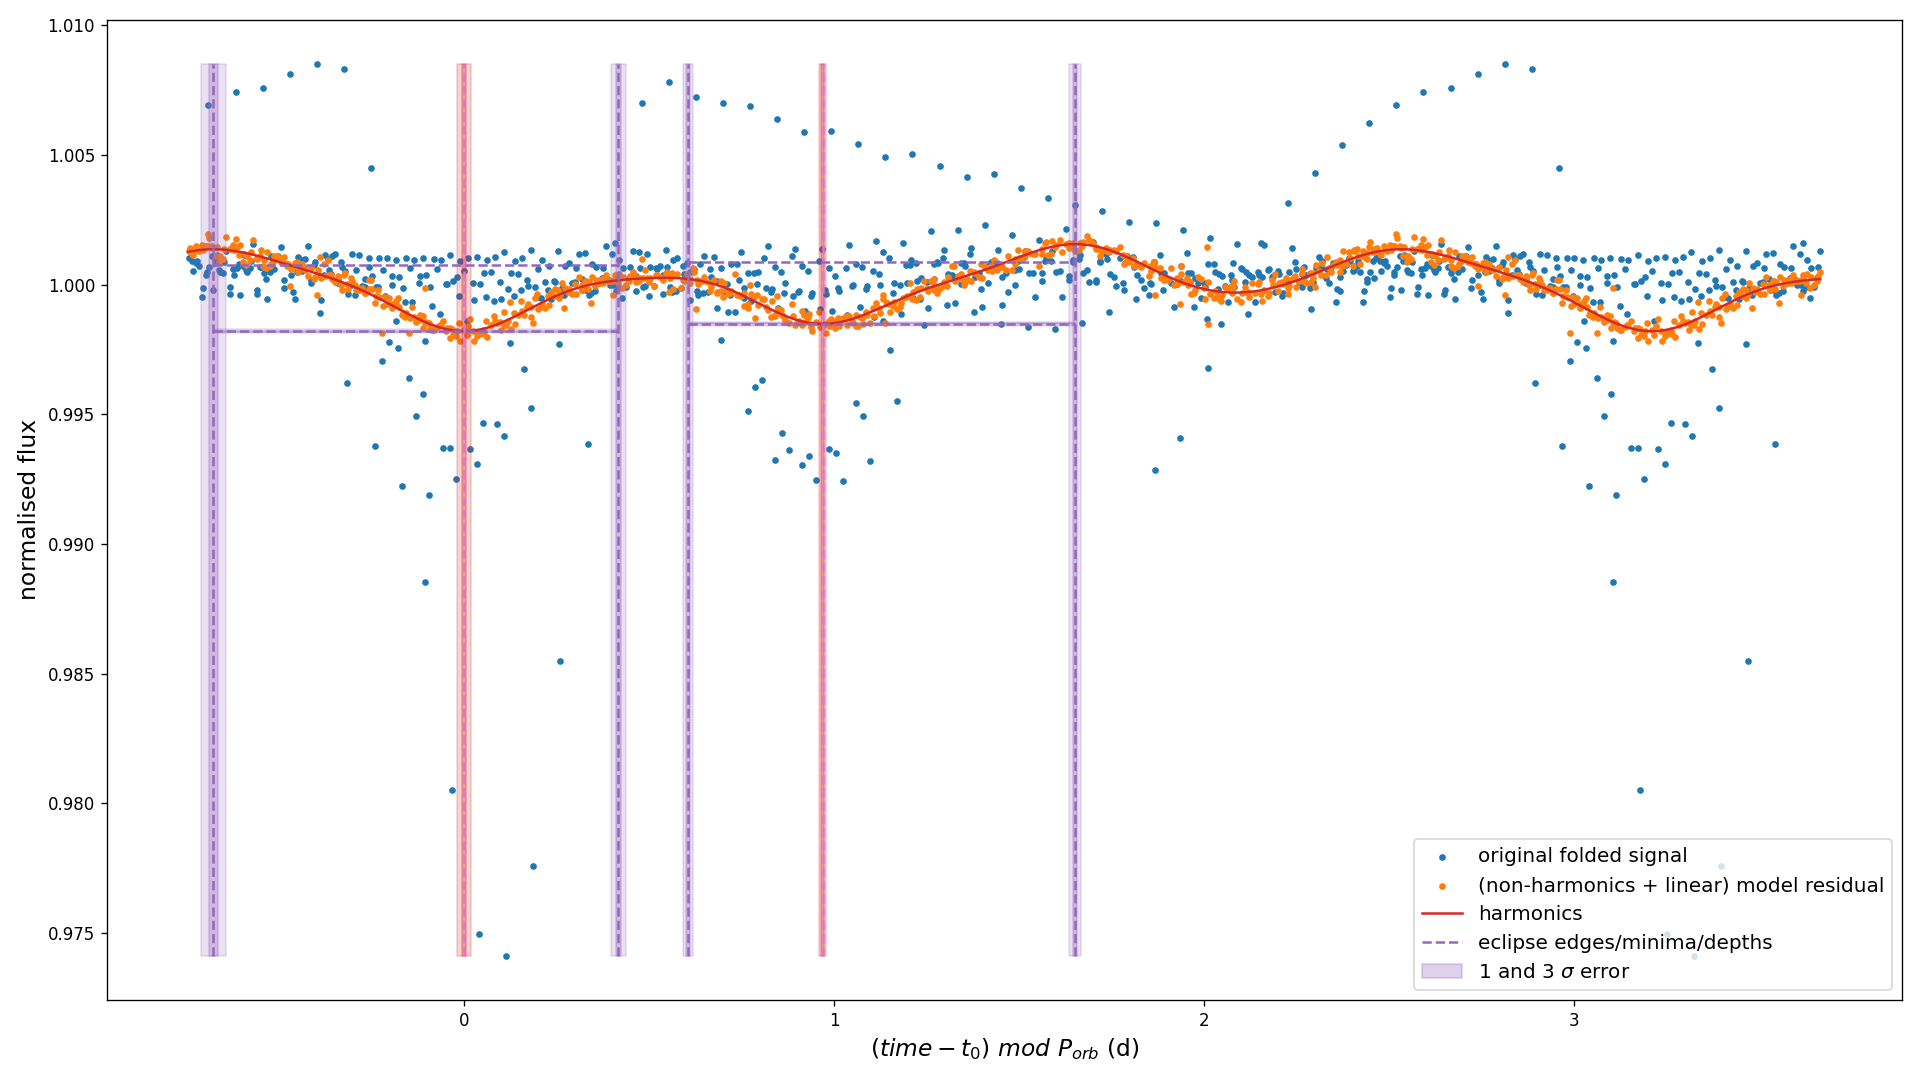 1.010
1.005
1.000
0.995
0.990
0.985
0.980
0.975
normalised flux
0 1 2 3
(time − t₀) mod Pₒᵣᵦ (d)
original folded signal
(non-harmonics + linear) model residual
harmonics
eclipse edges/minima/depths
1 and 3 σ error